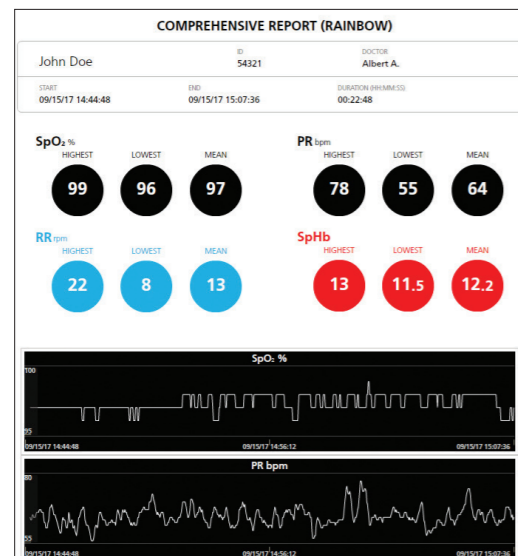 COMPREHENSIVE REPORT (RAINBOW)
John Doe
ID
54321
DOCTOR
Albert A.
START
09/15/17 14:44:48
END
09/15/17 15:07:36
DURATION (HH:MM:SS)
00:22:48
SpO₂ %
HIGHEST LOWEST MEAN
99 96 97
PR bpm
HIGHEST LOWEST MEAN
78 55 64
RR rpm
HIGHEST LOWEST MEAN
22 8 13
SpHb
HIGHEST LOWEST MEAN
13 11.5 12.2
SpO₂ %
100
95
09/15/17 14:44:48 09/15/17 14:56:12 09/15/17 15:07:36
PR bpm
80
55
09/15/17 14:44:48 09/15/17 14:56:12 09/15/17 15:07:36